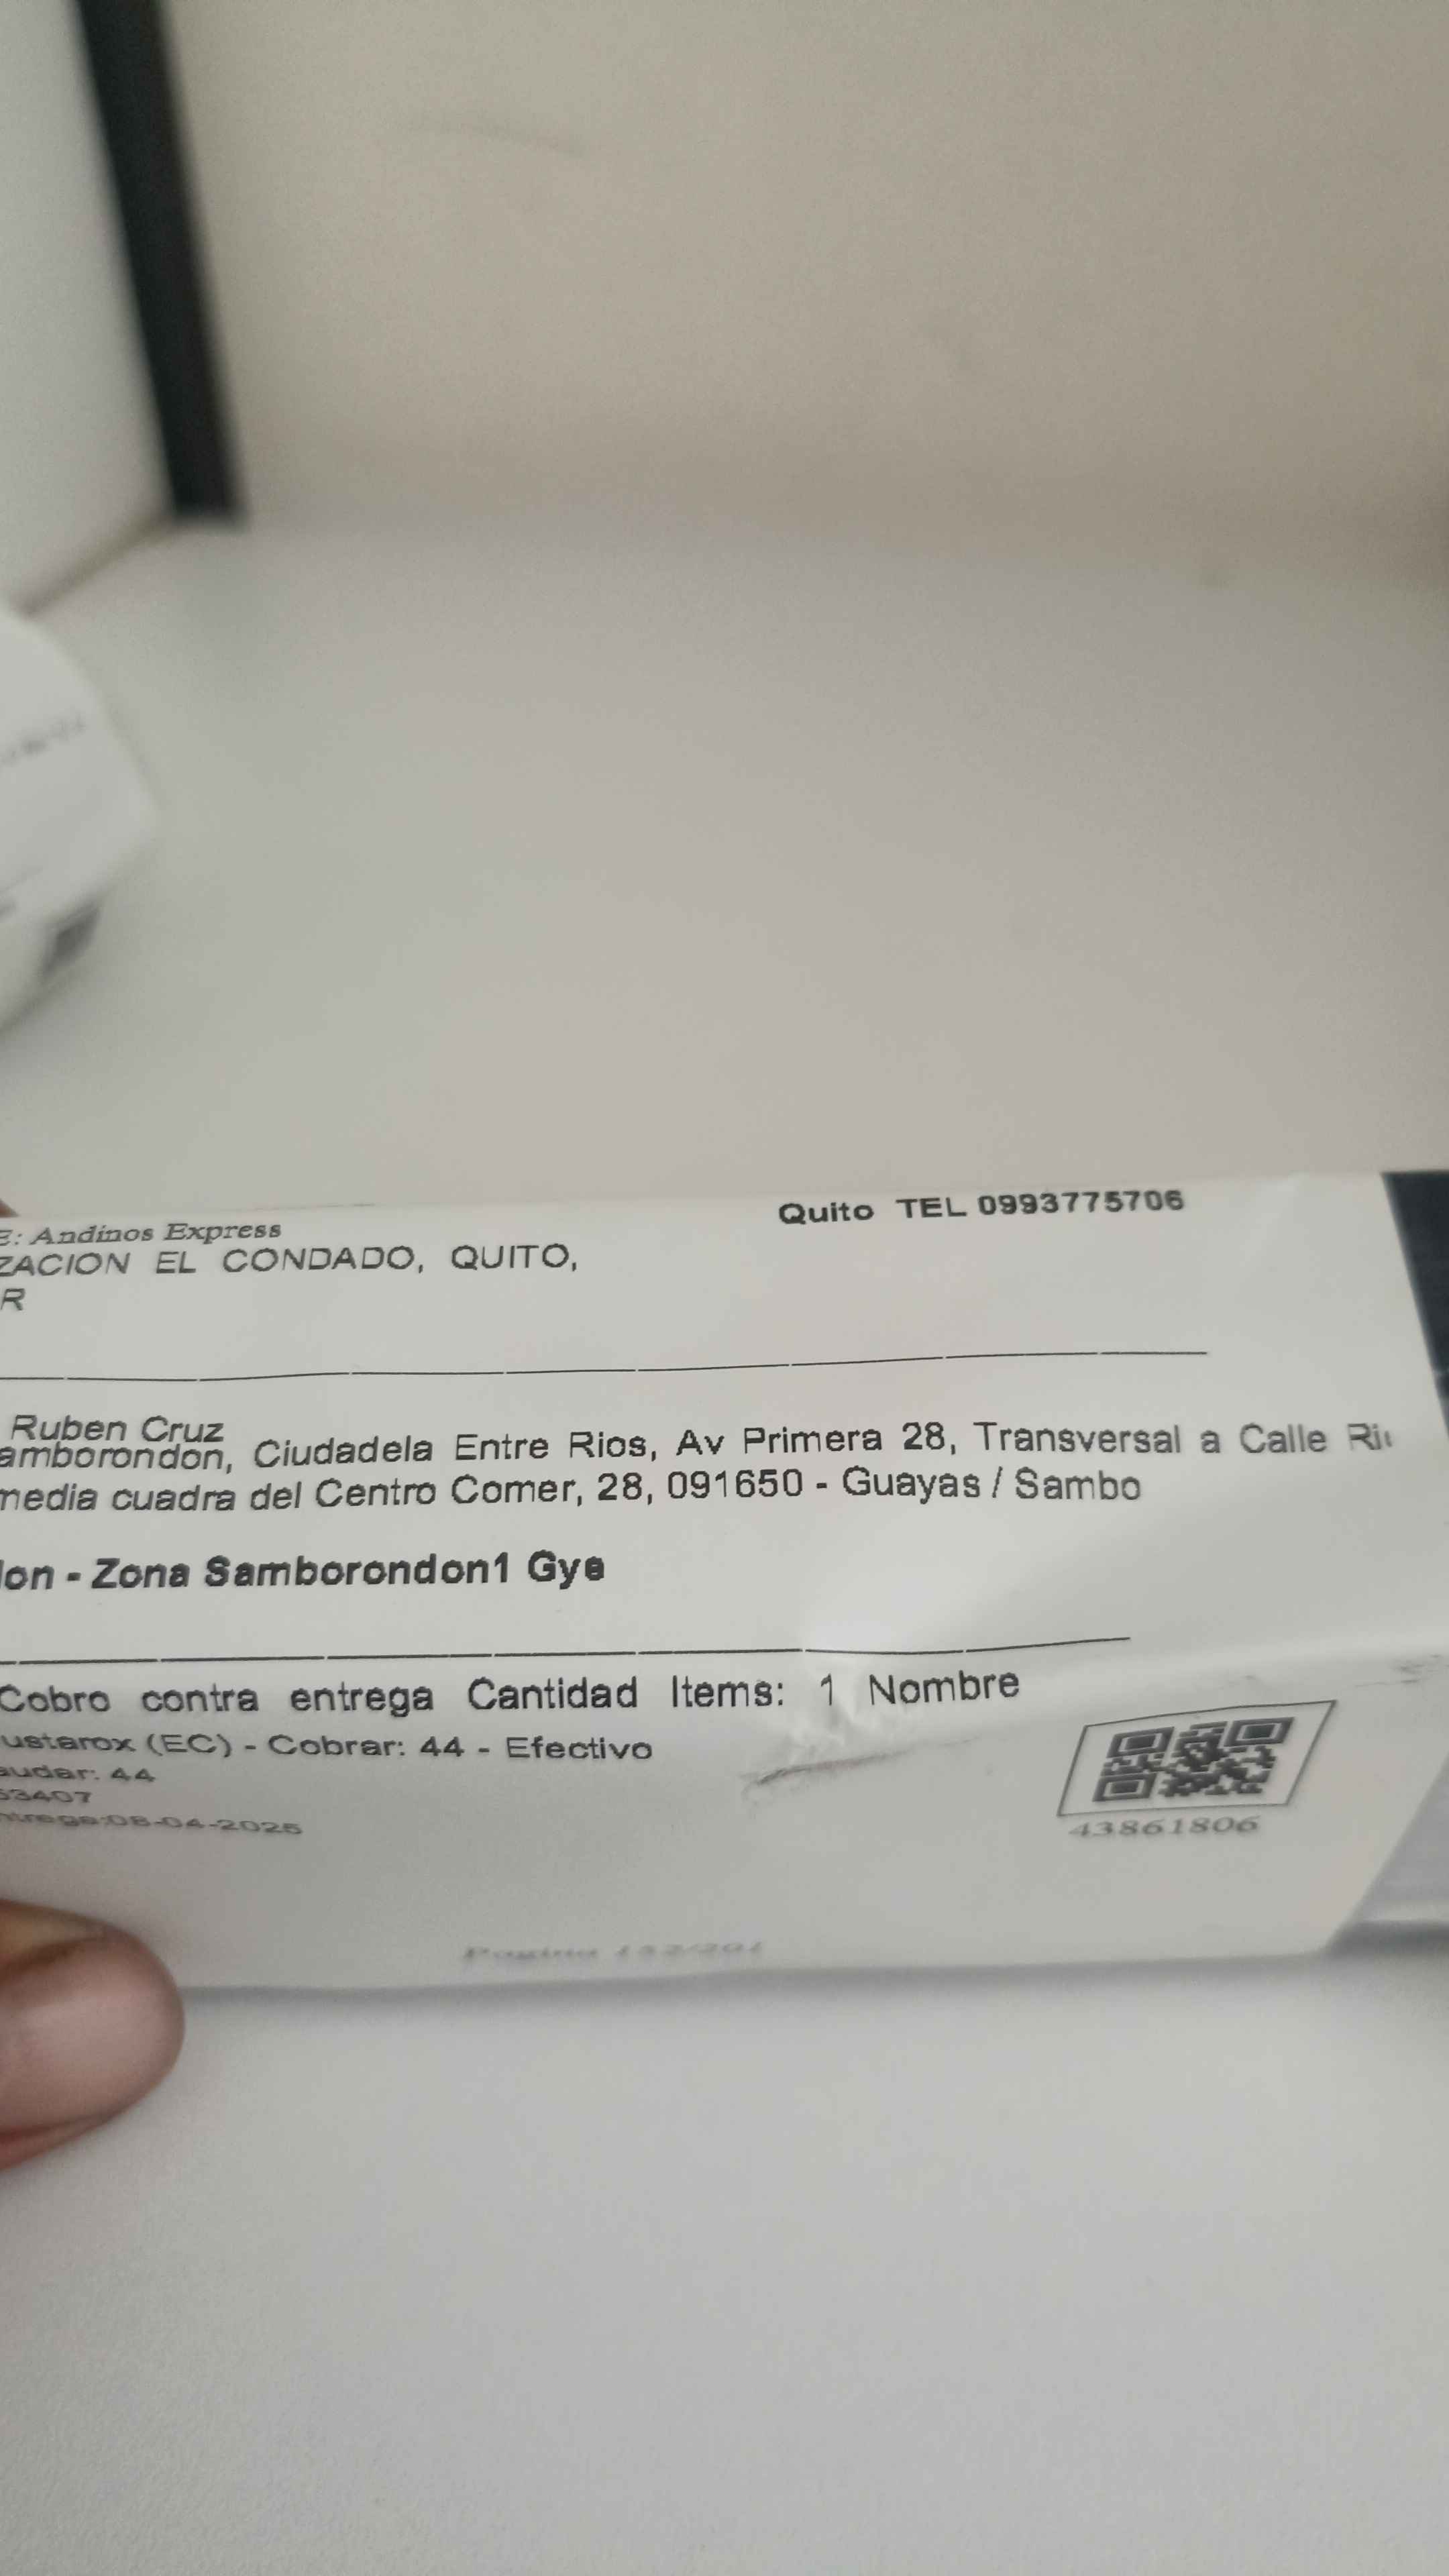 E: Andinos Express
Quito TEL 0993775706
ZACION EL CONDADO, QUITO,
R
Ruben Cruz
amborondon, Ciudadela Entre Rios, Av Primera 28, Transversal a Calle Ri
media cuadra del Centro Comer, 28, 091650 - Guayas / Sambo
on - Zona Samborondon1 Gye
Cobro contra entrega Cantidad Items: 1 Nombre
ustarox (EC) - Cobrar: 44 - Efectivo
audar: 44
53407
ntrega:08-04-2025
43861806